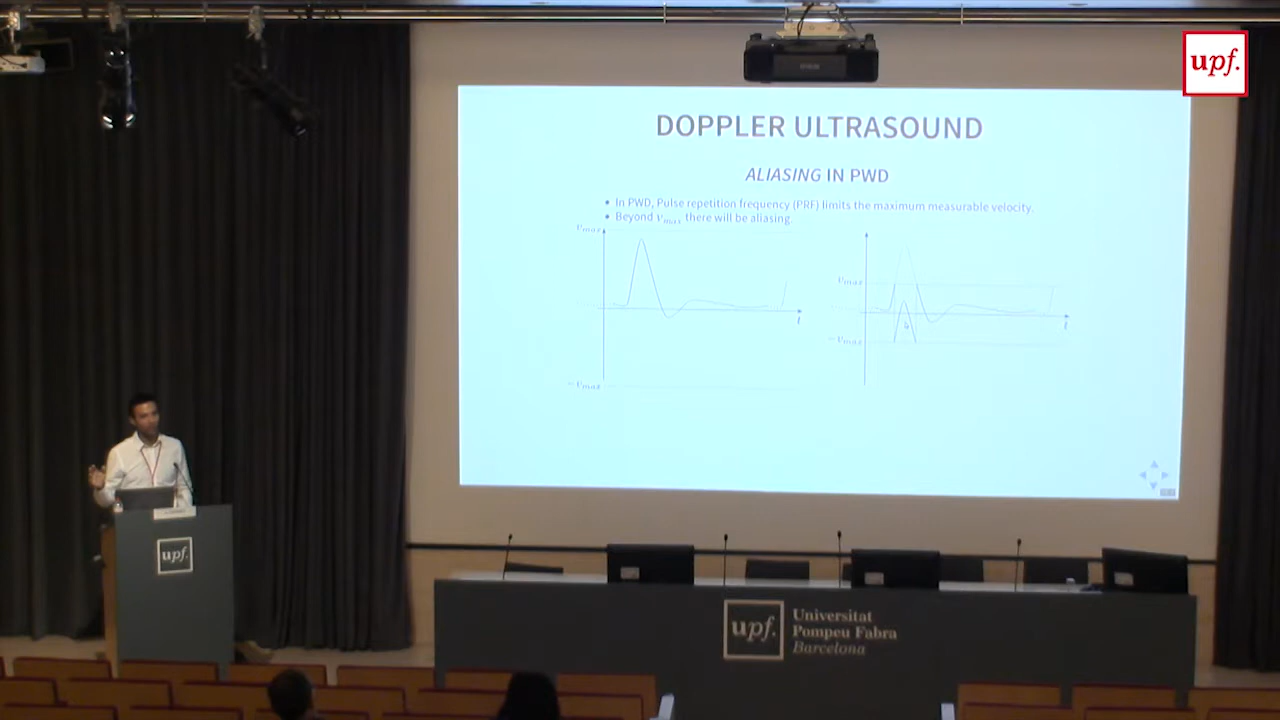 upf.
DOPPLER ULTRASOUND
ALIASING IN PWD
• In PWD, Pulse repetition frequency (PRF) limits the maximum measurable velocity.
• Beyond vmax there will be aliasing.
vmax
t
−vmax
vmax
t
−vmax
upf.
upf.
Universitat
Pompeu Fabra
Barcelona